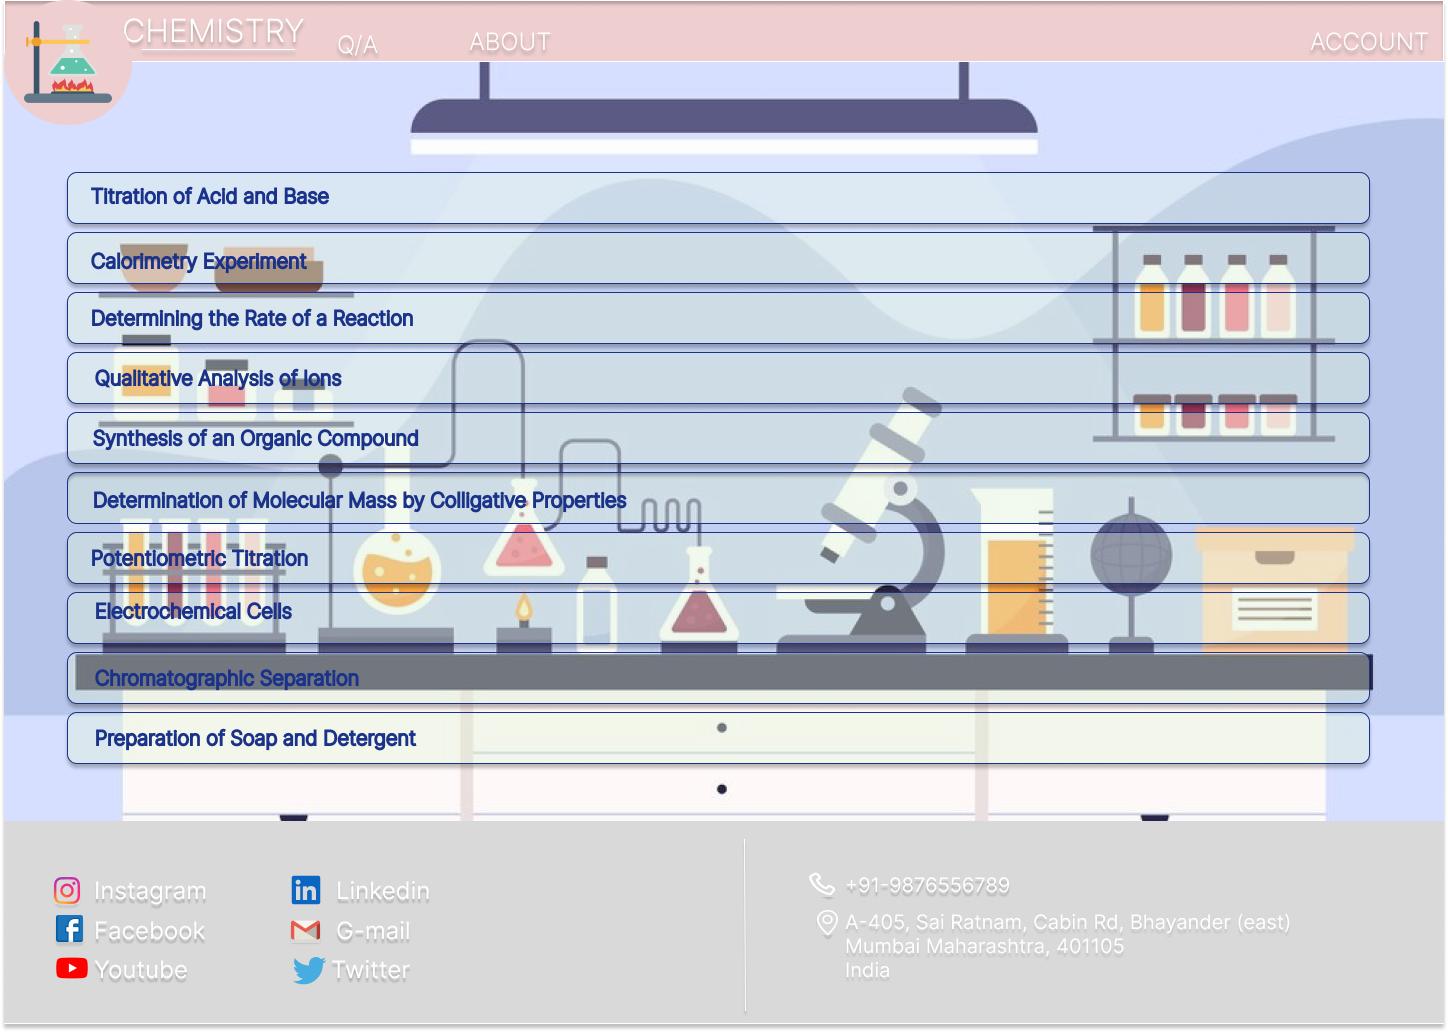 CHEMISTRY
Q/A
ABOUT
ACCOUNT
Titration of Acid and Base
Calorimetry Experiment
Determining the Rate of a Reaction
Qualitative Analysis of Ions
Synthesis of an Organic Compound
Determination of Molecular Mass by Colligative Properties
Potentiometric Titration
Electrochemical Cells
Chromatographic Separation
Preparation of Soap and Detergent
Instagram
Linkedin
Facebook
G-mail
Youtube
Twitter
+91-9876556789
A-405, Sai Ratnam, Cabin Rd, Bhayander (east)
Mumbai Maharashtra, 401105
India